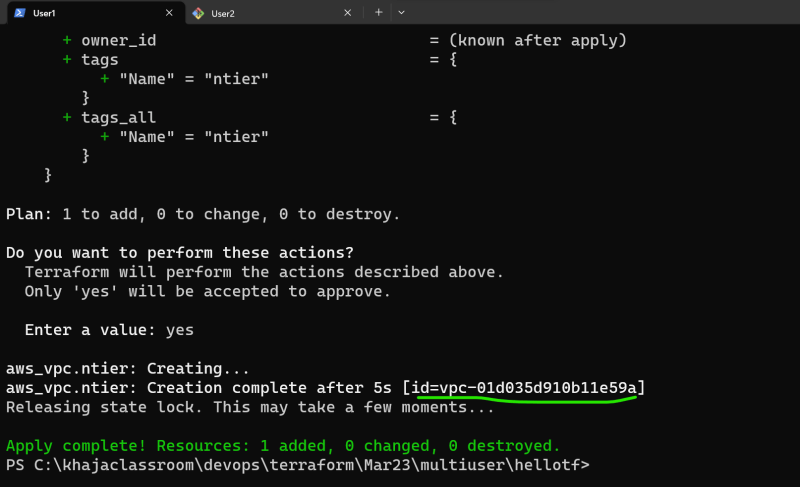 User1
User2
+ owner_id = (known after apply)
+ tags = {
+ "Name" = "ntier"
}
+ tags_all = {
+ "Name" = "ntier"
}
}
Plan: 1 to add, 0 to change, 0 to destroy.
Do you want to perform these actions?
Terraform will perform the actions described above.
Only 'yes' will be accepted to approve.
Enter a value: yes
aws_vpc.ntier: Creating...
aws_vpc.ntier: Creation complete after 5s [id=vpc-01d035d910b11e59a]
Releasing state lock. This may take a few moments...
Apply complete! Resources: 1 added, 0 changed, 0 destroyed.
PS C:\khajaclassroom\devops\terraform\Mar23\multiuser\hellotf>